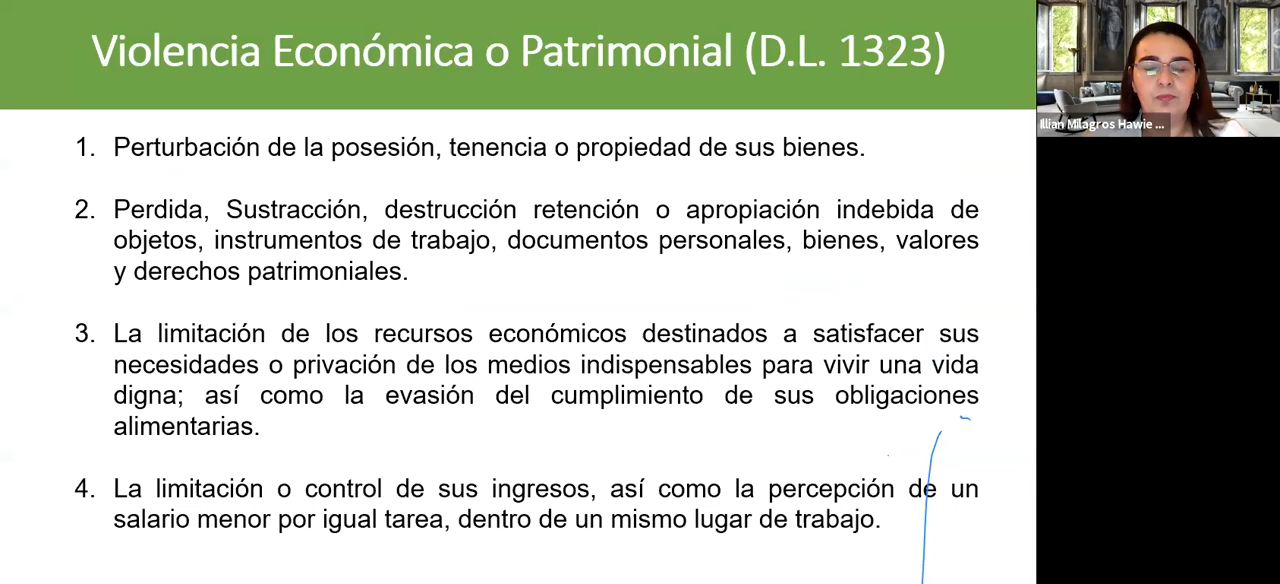 Violencia Económica o Patrimonial (D.L. 1323)
1. Perturbación de la posesión, tenencia o propiedad de sus bienes.
2. Perdida, Sustracción, destrucción retención o apropiación indebida de
objetos, instrumentos de trabajo, documentos personales, bienes, valores
y derechos patrimoniales.
3. La limitación de los recursos económicos destinados a satisfacer sus
necesidades o privación de los medios indispensables para vivir una vida
digna; así como la evasión del cumplimiento de sus obligaciones
alimentarias.
4. La limitación o control de sus ingresos, así como la percepción de un
salario menor por igual tarea, dentro de un mismo lugar de trabajo.
Illian Milagros Hawie ...